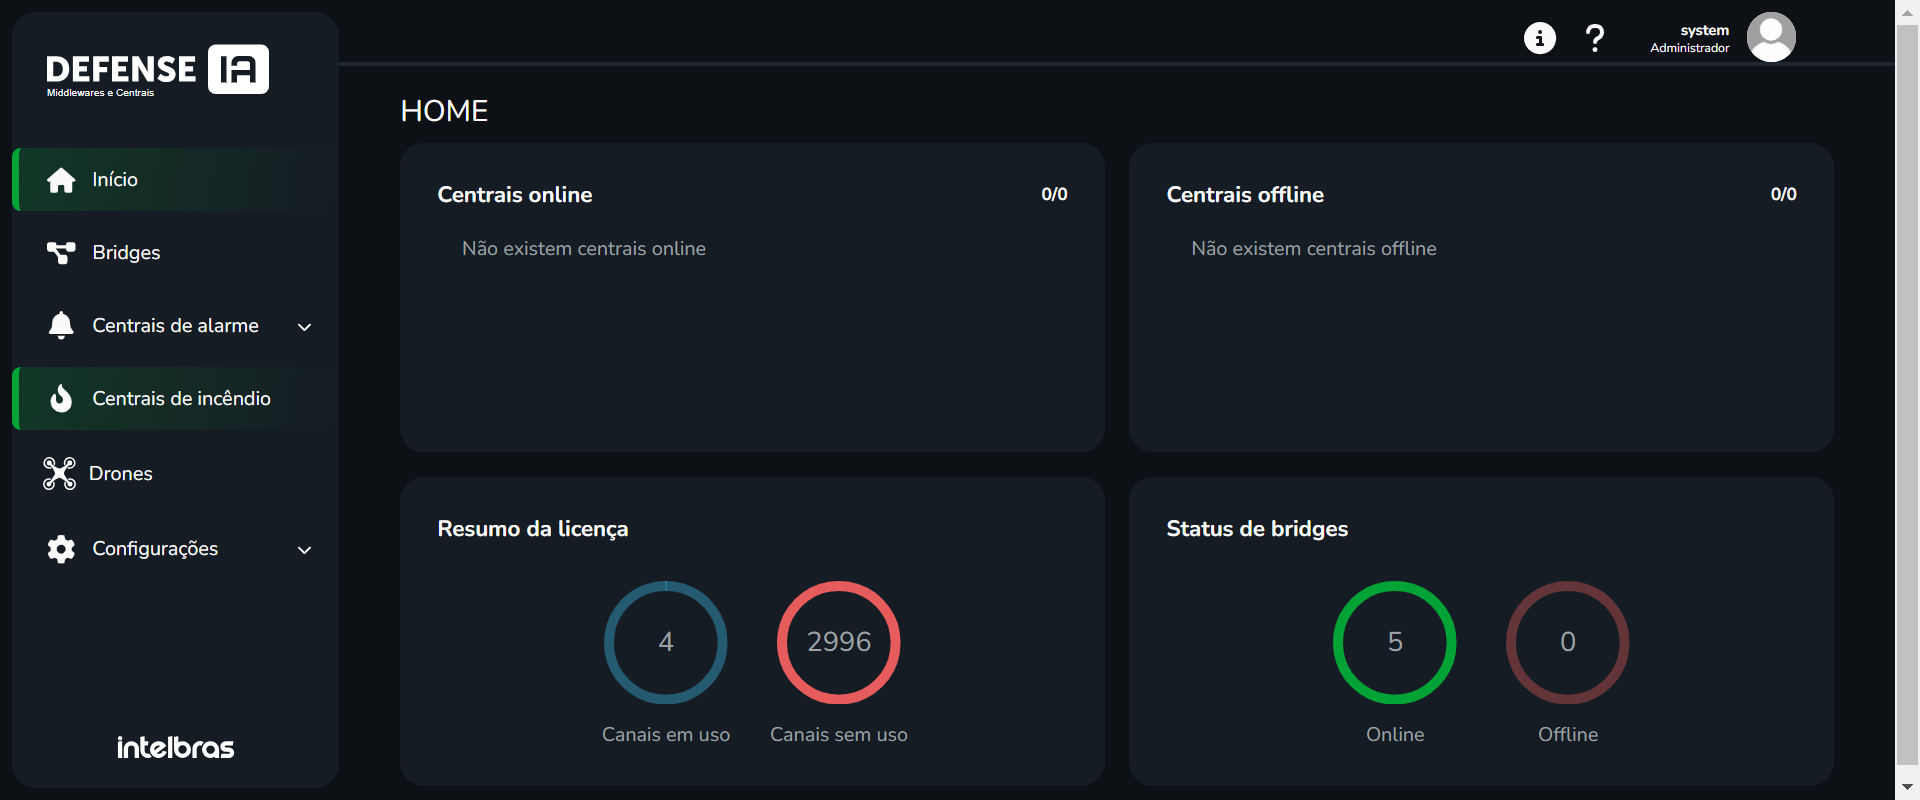 DEFENSE IA
Middlewares e Centrais
Início
Bridges
Centrais de alarme
Centrais de incêndio
Drones
Configurações
intelbras
i ? system
Administrador
HOME
Centrais online 0/0
Não existem centrais online
Centrais offline 0/0
Não existem centrais offline
Resumo da licença
4 2996
Canais em uso Canais sem uso
Status de bridges
5 0
Online Offline